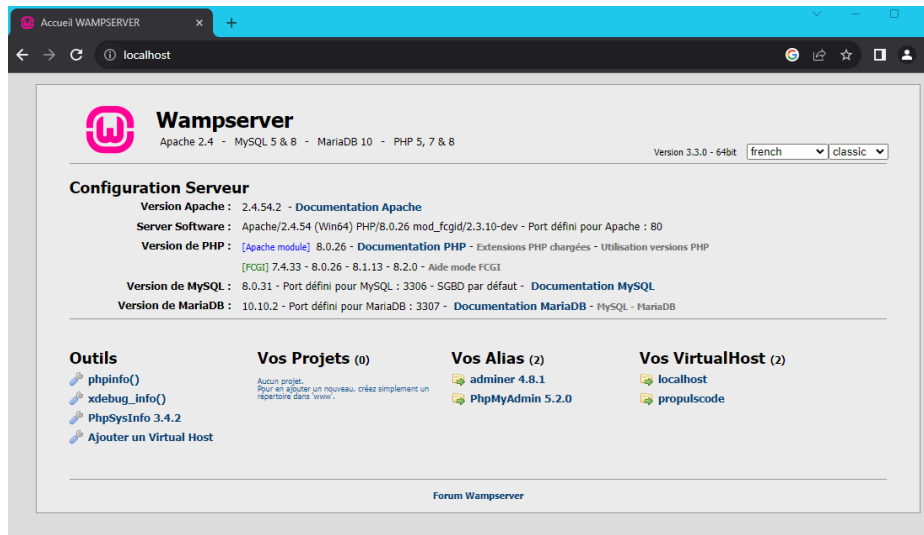 Accueil WAMPSERVER
localhost
Wampserver
Apache 2.4 - MySQL 5 & 8 - MariaDB 10 - PHP 5, 7 & 8
Version 3.3.0 - 64bit french classic
Configuration Serveur
Version Apache : 2.4.54.2 - Documentation Apache
Server Software : Apache/2.4.54 (Win64) PHP/8.0.26 mod_fcgid/2.3.10-dev - Port défini pour Apache : 80
Version de PHP : [Apache module] 8.0.26 - Documentation PHP - Extensions PHP chargées - Utilisation versions PHP
[FCGI] 7.4.33 - 8.0.26 - 8.1.13 - 8.2.0 - Aide mode FCGI
Version de MySQL : 8.0.31 - Port défini pour MySQL : 3306 - SGBD par défaut - Documentation MySQL
Version de MariaDB : 10.10.2 - Port défini pour MariaDB : 3307 - Documentation MariaDB - MySQL - MariaDB
Outils
phpinfo()
xdebug_info()
PhpSysInfo 3.4.2
Ajouter un Virtual Host
Vos Projets (0)
Aucun projet.
Pour en ajouter un nouveau, créez simplement un
répertoire dans 'www'.
Vos Alias (2)
adminer 4.8.1
PhpMyAdmin 5.2.0
Vos VirtualHost (2)
localhost
propulscode
Forum Wampserver